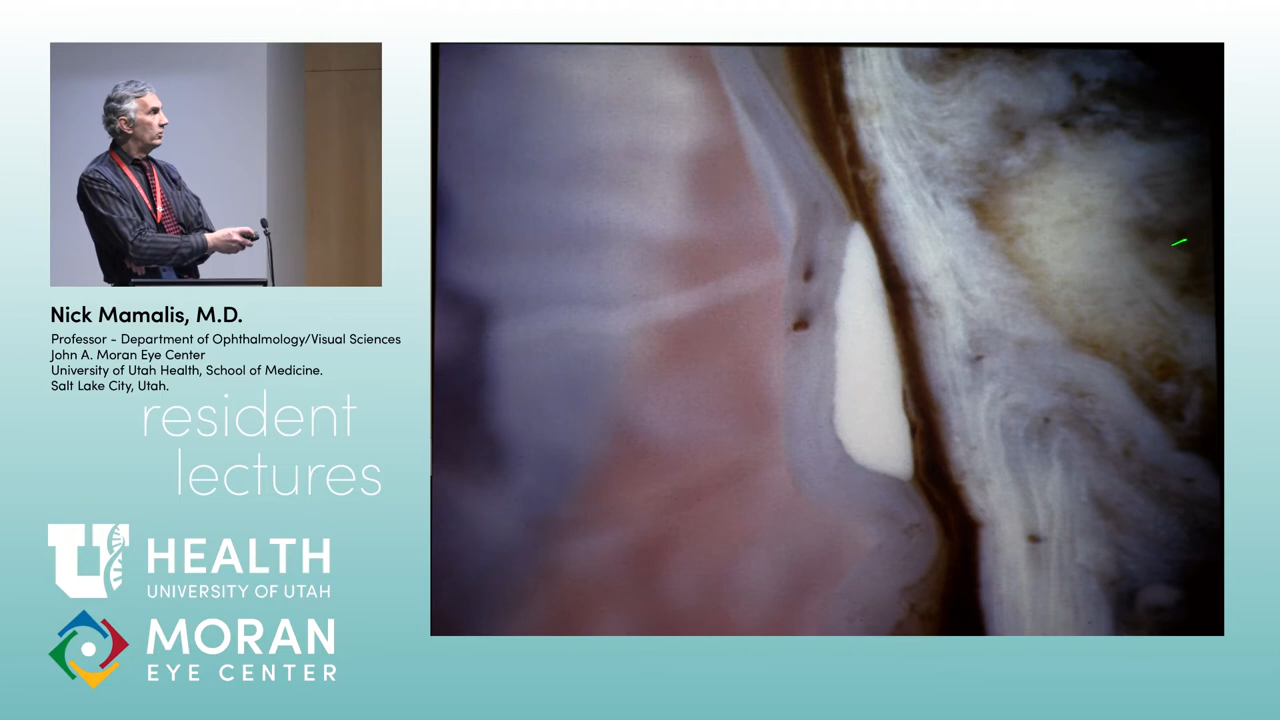 Nick Mamalis, M.D.
Professor - Department of Ophthalmology/Visual Sciences
John A. Moran Eye Center
University of Utah Health, School of Medicine.
Salt Lake City, Utah.
resident
lectures
U HEALTH
UNIVERSITY OF UTAH
MORAN
EYE CENTER